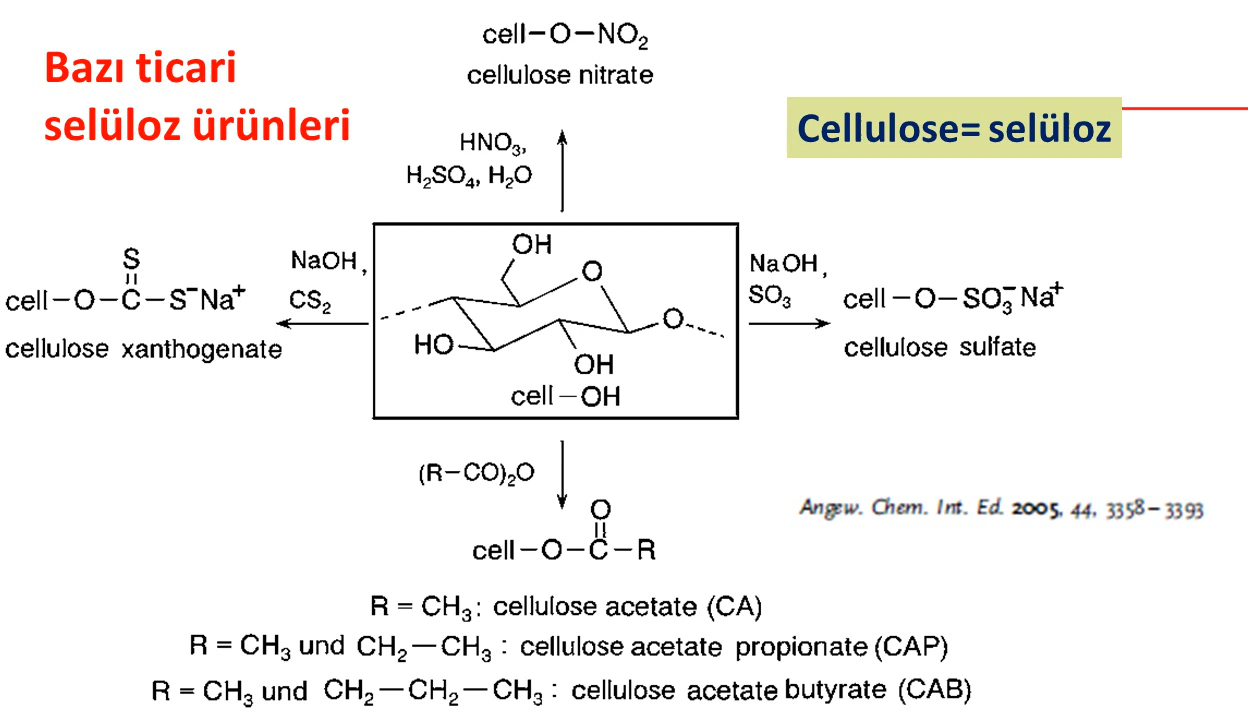 cell–O–NO₂
cellulose nitrate
Bazı ticari
selüloz ürünleri
Cellulose= selüloz
HNO₃,
H₂SO₄, H₂O
S
cell–O–C–S⁻Na⁺
cellulose xanthogenate
NaOH,
CS₂
OH
O
HO
O
OH
cell–OH
NaOH,
SO₃
cell–O–SO₃⁻Na⁺
cellulose sulfate
(R–CO)₂O
O
cell–O–C–R
Angew. Chem. Int. Ed. 2005, 44, 3358–3393
R = CH₃: cellulose acetate (CA)
R = CH₃ und CH₂–CH₃ : cellulose acetate propionate (CAP)
R = CH₃ und CH₂–CH₂–CH₃ : cellulose acetate butyrate (CAB)